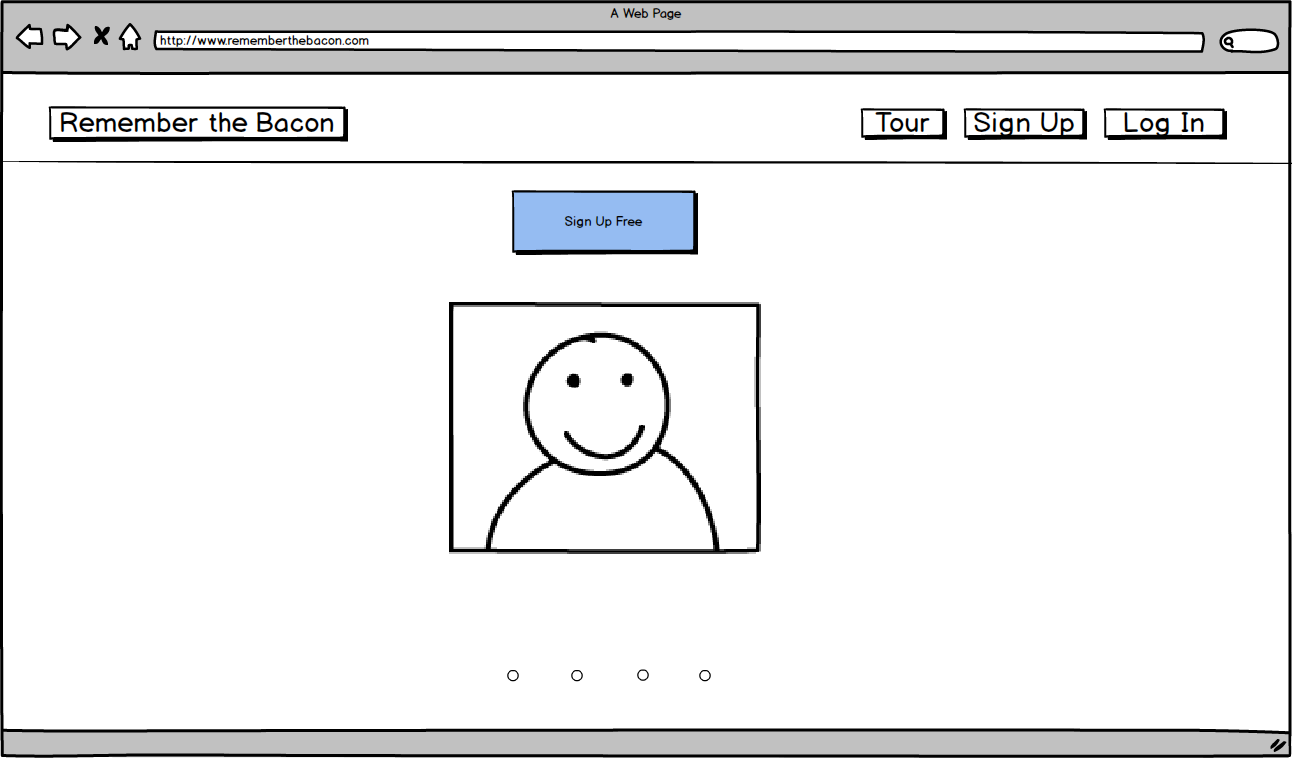 A Web Page
http://www.rememberthebacon.com
Remember the Bacon
Tour
Sign Up
Log In
Sign Up Free